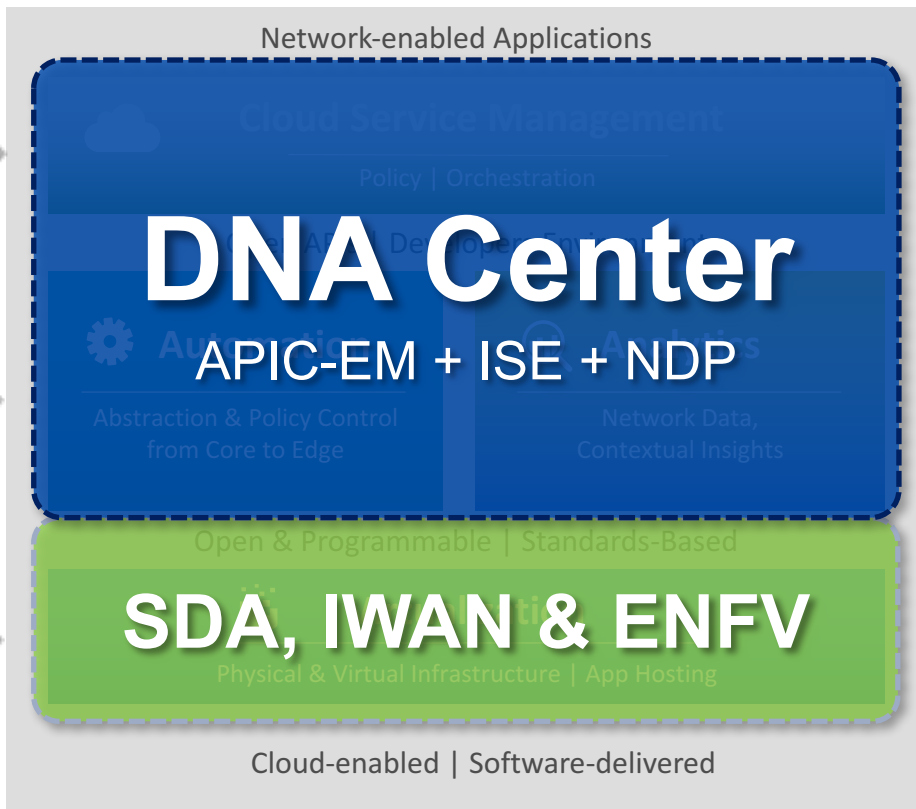 Network-enabled Applications
Cloud Service Management
Policy | Orchestration
DNA Center
APIC-EM + ISE + NDP
Abstraction & Policy Control
from Core to Edge
Network Data,
Contextual Insights
Open & Programmable | Standards-Based
SDA, IWAN & ENFV
Physical & Virtual Infrastructure | App Hosting
Cloud-enabled | Software-delivered